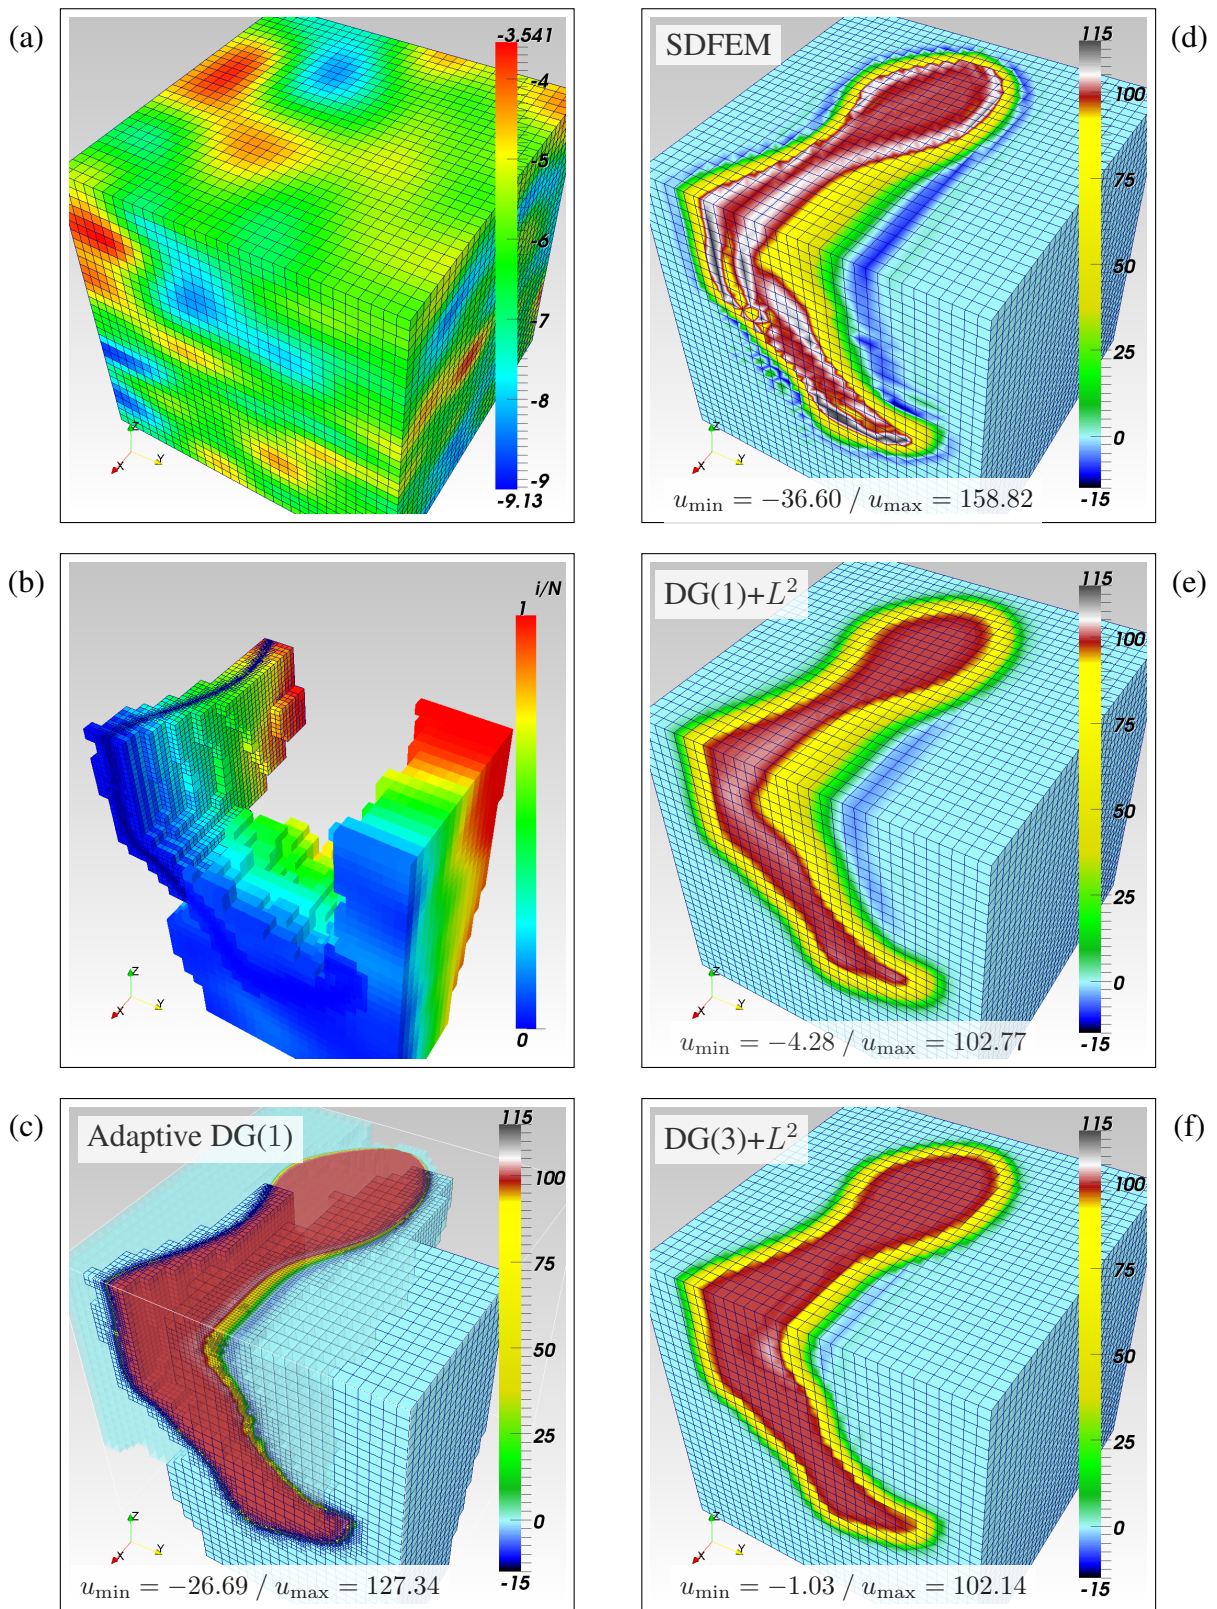 (a)
-3.541
-4
-5
-6
-7
-8
-9
-9.13
Z
X
Y
(d)
SDFEM
115
100
75
50
25
0
-15
u_min = −36.60 / u_max = 158.82
(b)
i/N
1
0
Z
X
Y
(e)
DG(1)+L²
115
100
75
50
25
0
-15
Z
X
Y
u_min = −4.28 / u_max = 102.77
(c)
Adaptive DG(1)
115
100
75
50
25
0
-15
Z
X
Y
u_min = −26.69 / u_max = 127.34
(f)
DG(3)+L²
115
100
75
50
25
0
-15
Z
X
Y
u_min = −1.03 / u_max = 102.14
Z
X
Y